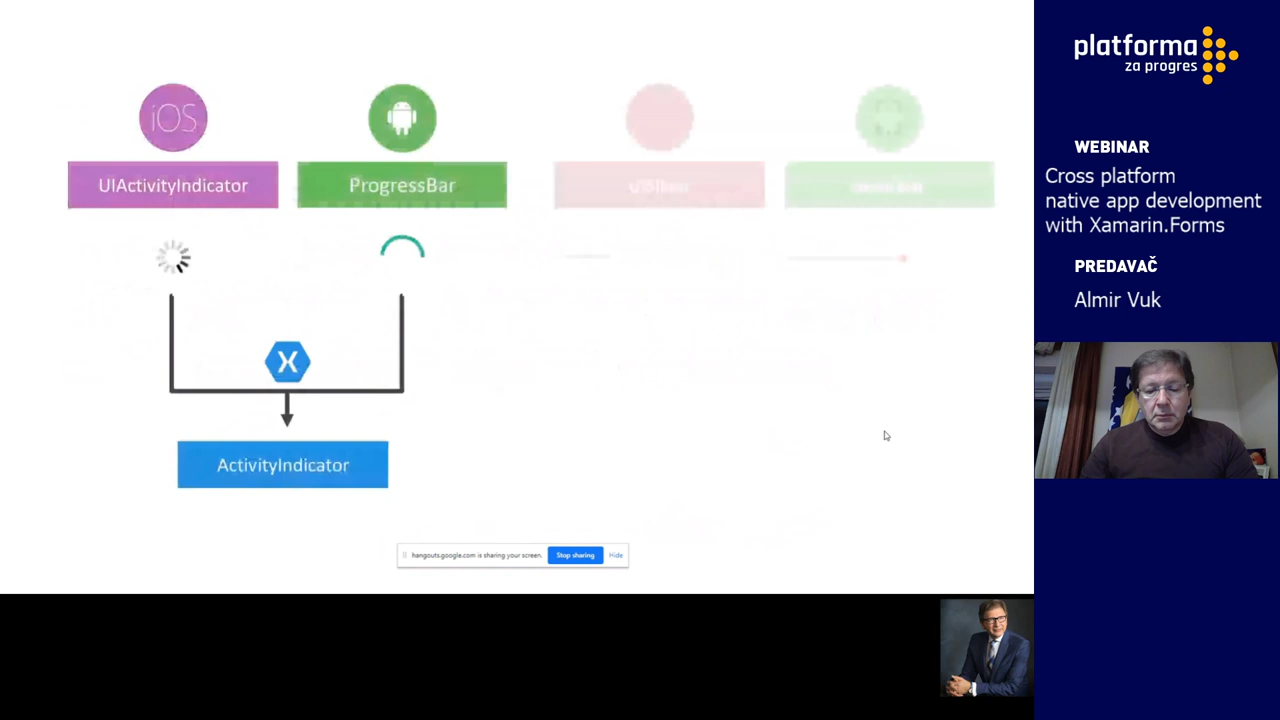 iOS
UIActivityIndicator
ProgressBar
ActivityIndicator
hangouts.google.com is sharing your screen.
Stop sharing
Hide
platforma
za progres
WEBINAR
Cross platform
native app development
with Xamarin.Forms
PREDAVAČ
Almir Vuk